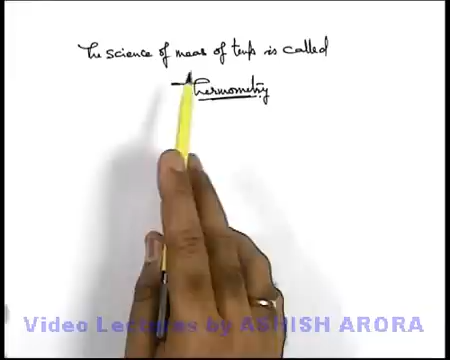 The science of meas of temp is called
Thermometry
Video Lectures by ASHISH ARORA